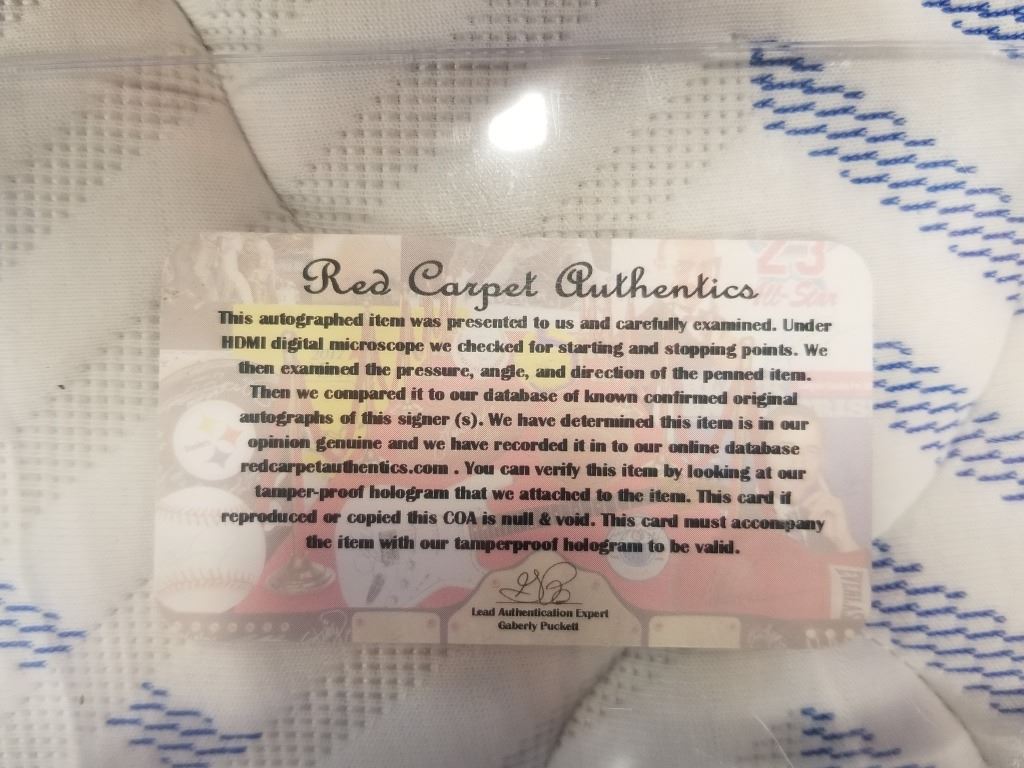 Red Carpet Authentics
This autographed item was presented to us and carefully examined. Under
HDMI digital microscope we checked for starting and stopping points. We
then examined the pressure, angle, and direction of the penned item.
Then we compared it to our database of known confirmed original
autographs of this signer (s). We have determined this item is in our
opinion genuine and we have recorded it in to our online database
redcarpetauthentics.com . You can verify this item by looking at our
tamper-proof hologram that we attached to the item. This card if
reproduced or copied this COA is null & void. This card must accompany
the item with our tamperproof hologram to be valid.
Lead Authentication Expert
Gaberly Puckett
23
All-Star